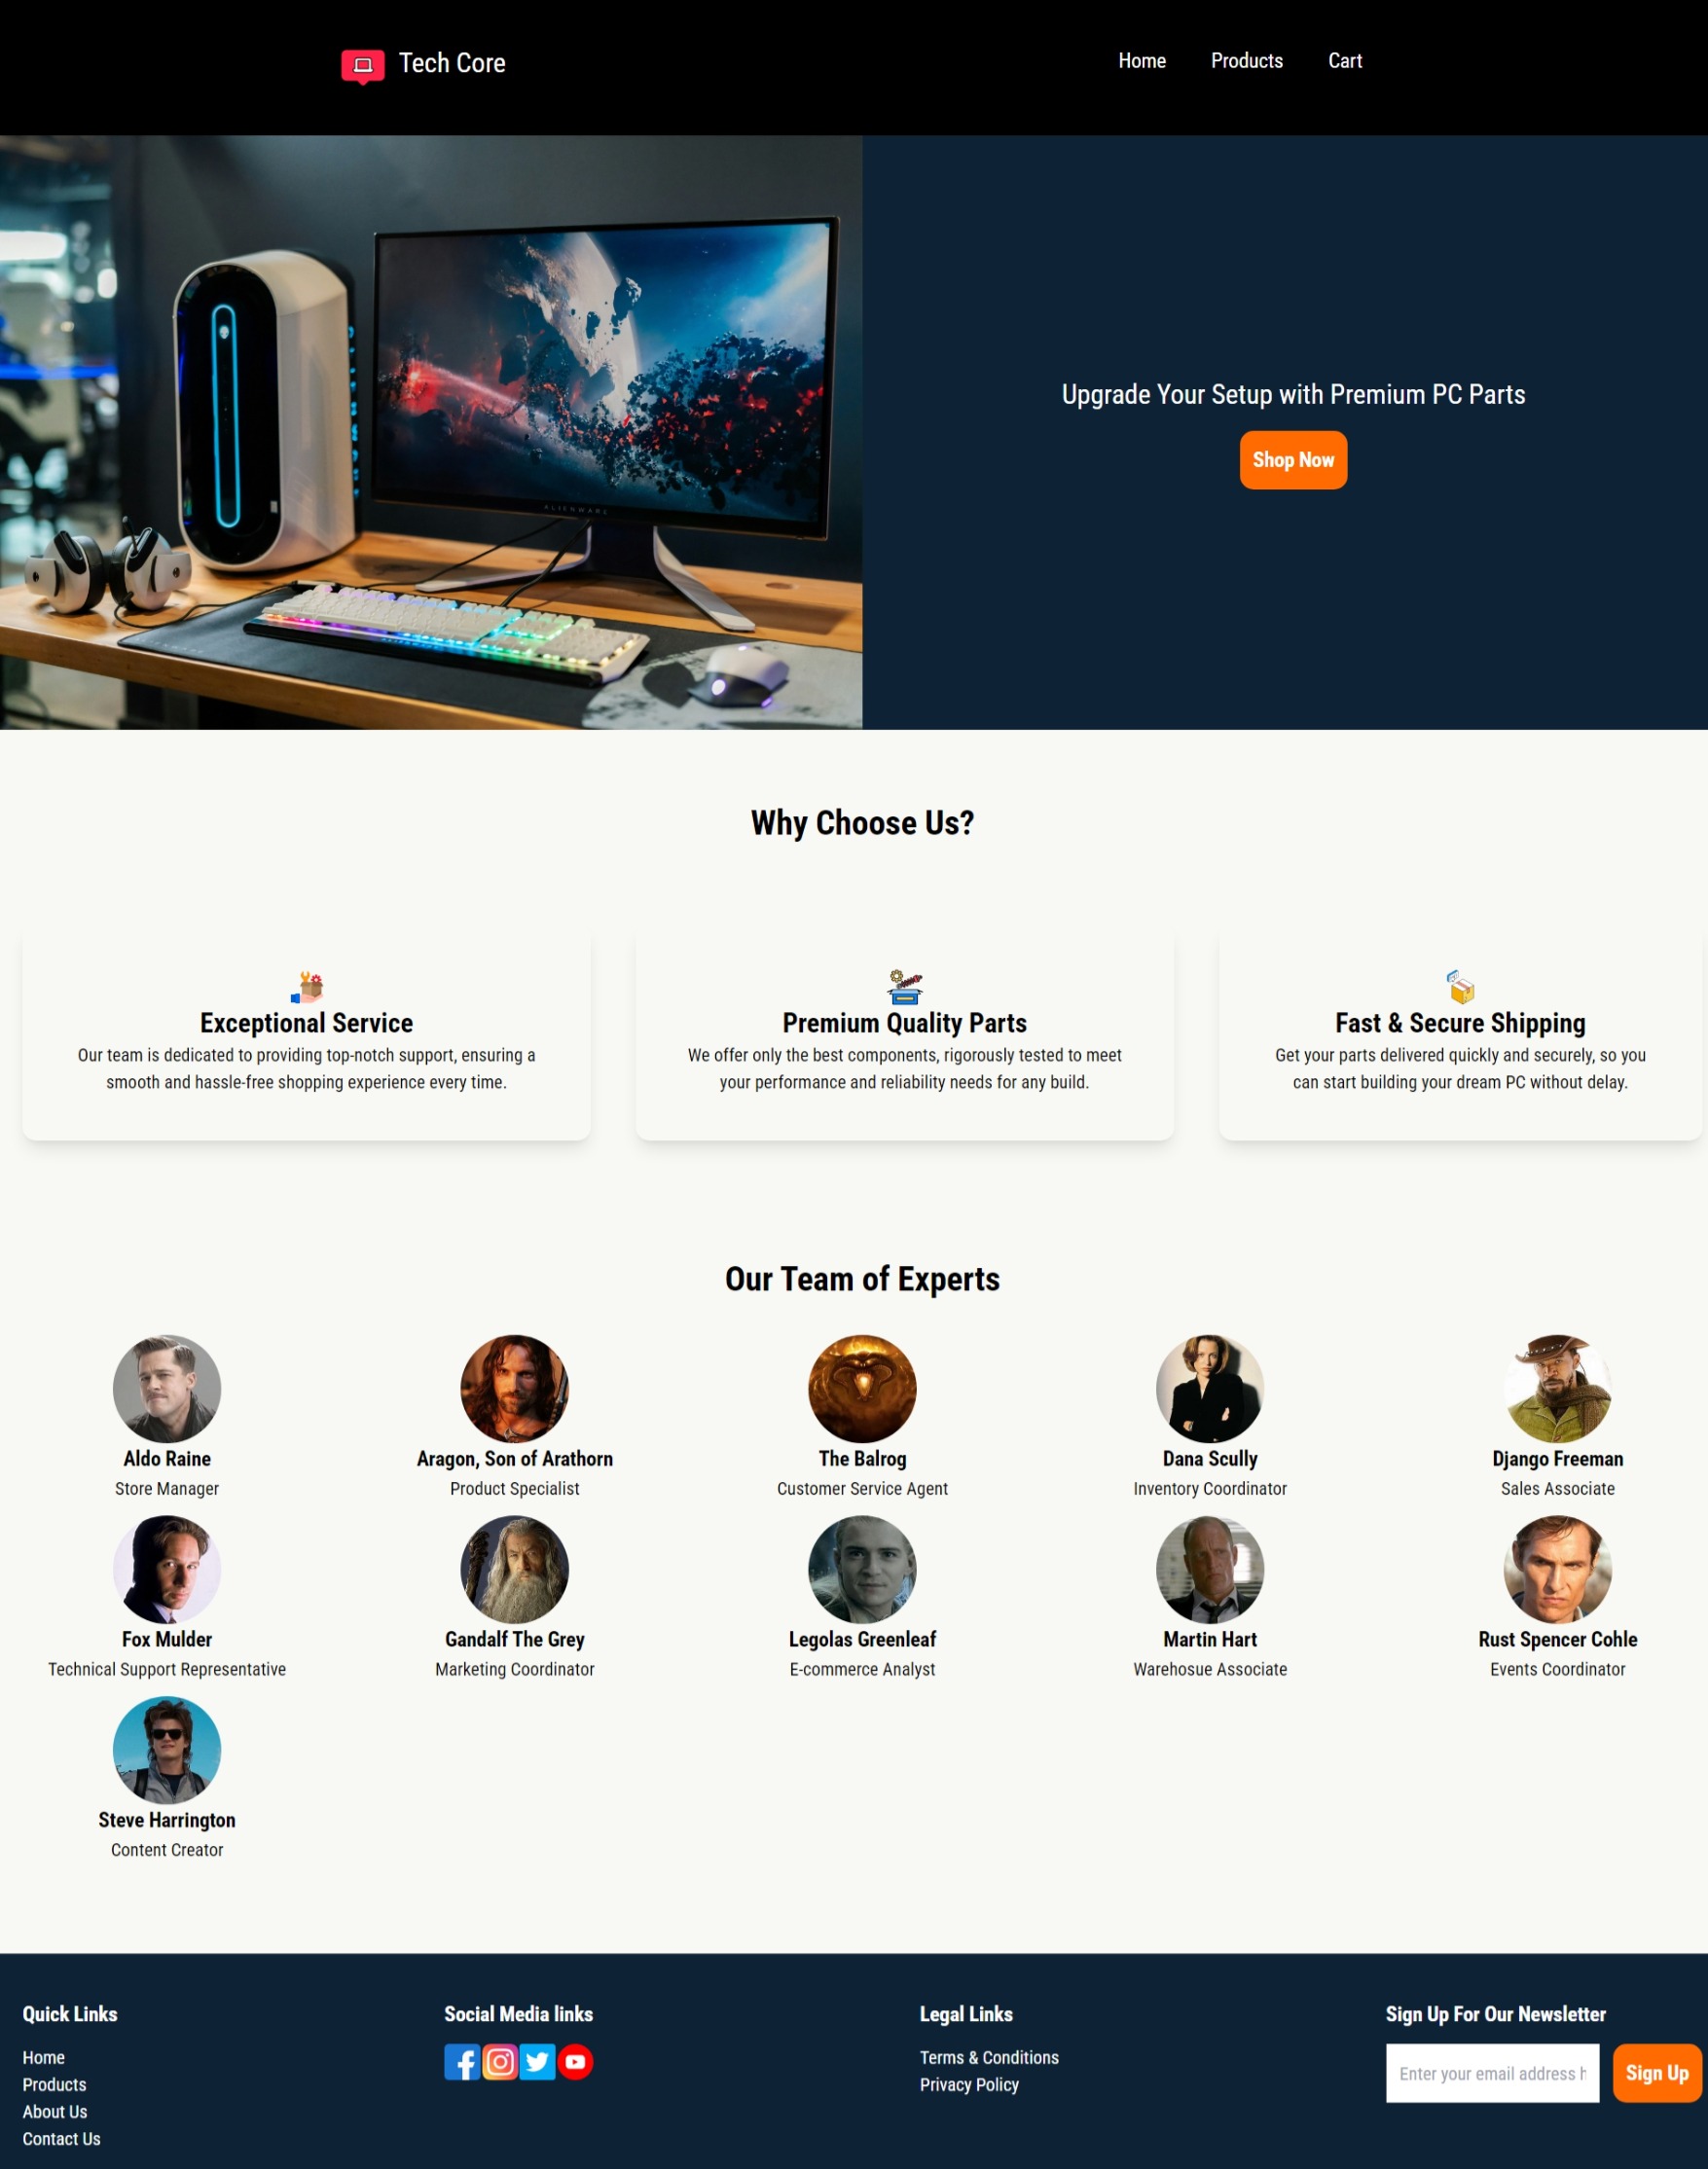 Tech Core
Home Products Cart
ALIENWARE
Upgrade Your Setup with Premium PC Parts
Shop Now
Why Choose Us?
Exceptional Service
Our team is dedicated to providing top-notch support, ensuring a
smooth and hassle-free shopping experience every time.
Premium Quality Parts
We offer only the best components, rigorously tested to meet
your performance and reliability needs for any build.
Fast & Secure Shipping
Get your parts delivered quickly and securely, so you
can start building your dream PC without delay.
Our Team of Experts
Aldo Raine
Store Manager
Aragon, Son of Arathorn
Product Specialist
The Balrog
Customer Service Agent
Dana Scully
Inventory Coordinator
Django Freeman
Sales Associate
Fox Mulder
Technical Support Representative
Gandalf The Grey
Marketing Coordinator
Legolas Greenleaf
E-commerce Analyst
Martin Hart
Warehosue Associate
Rust Spencer Cohle
Events Coordinator
Steve Harrington
Content Creator
Quick Links
Home
Products
About Us
Contact Us
Social Media links
Legal Links
Terms & Conditions
Privacy Policy
Sign Up For Our Newsletter
Enter your email address
Sign Up